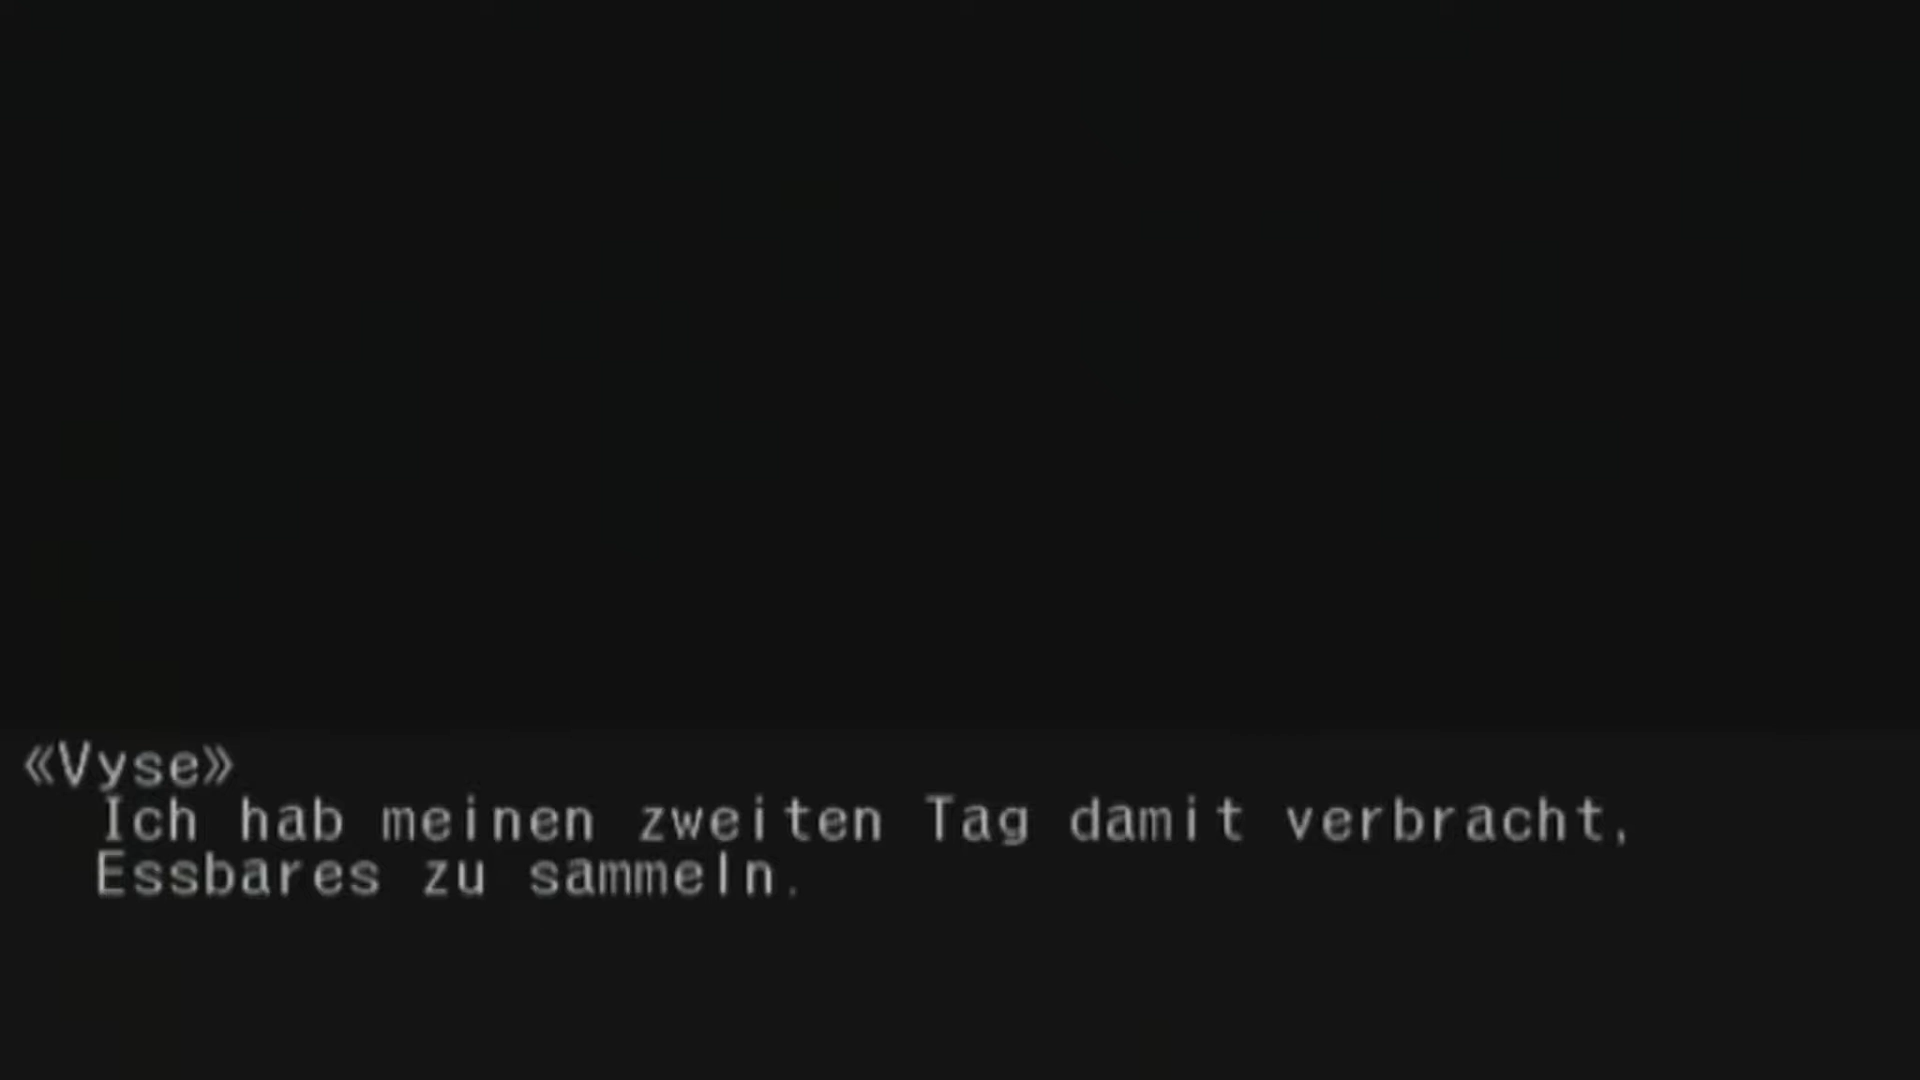 «Vyse»
Ich hab meinen zweiten Tag damit verbracht,
Essbares zu sammeln.